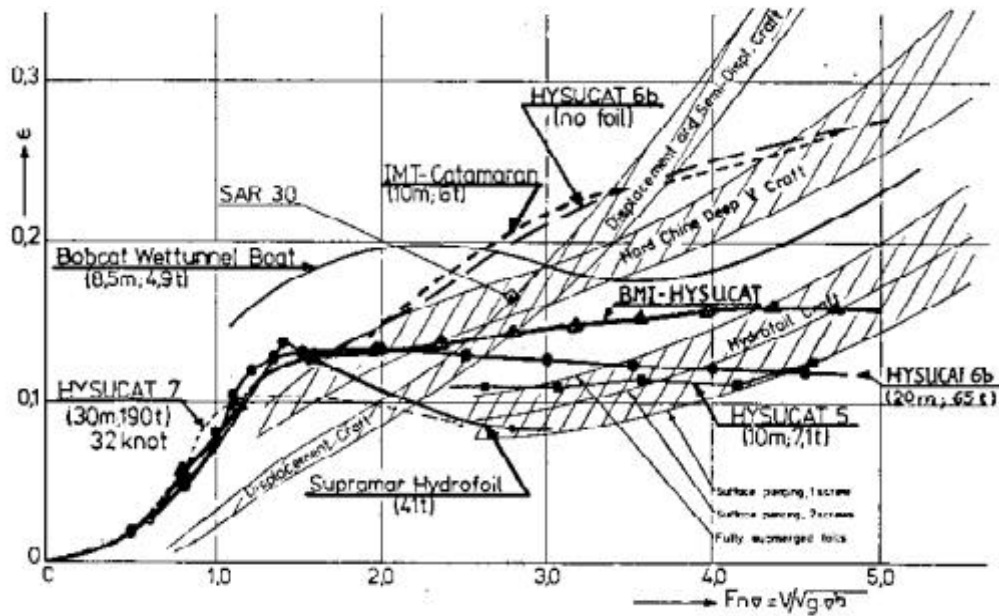 0,3
0,2
0,1
0
ε
HYSUCAT 6b
(no foil)
IMT-Catamaran
(10m; 6t)
SAR 30
Bobcat Wettunnel Boat
(8,5m; 4,9t)
Displacement and Semi-Displ. Craft
Hard Chine Deep V Craft
BMI-HYSUCAT
Hydrofoil Craft
HYSUCAT 7
(30m;190t)
32 knot
HYSUCAT 6b
(20m; 65t)
HYSUCAT 5
(10m; 7,1t)
Displacement Craft
Supramar Hydrofoil
(41t)
Surface piercing, 1 screw
Surface piercing, 2 screws
Fully submerged foils
0 1,0 2,0 3,0 4,0 5,0